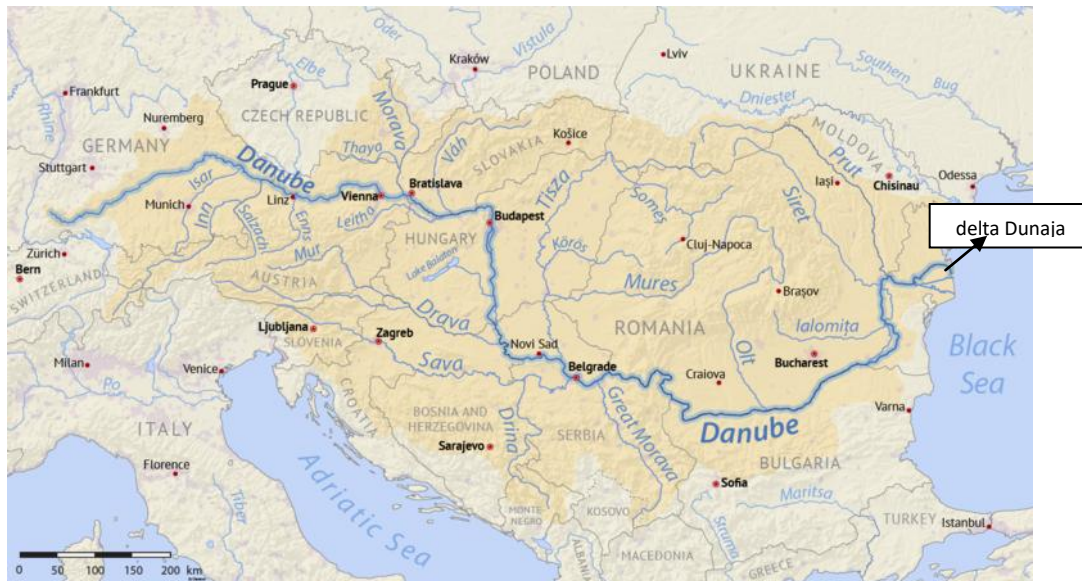 Oder
Elbe
Vistula
Kraków
Lviv
POLAND
UKRAINE
Southern
Bug
Prague
Frankfurt
CZECH REPUBLIC
Morava
Dniester
Rhine
Nuremberg
GERMANY
Stuttgart
Danube
Thaya
Váh
SLOVAKIA
Košice
MOLDOVA
Prut
Chisinau
Odessa
Iași
Siret
Isar
Munich
Inn
Salzach
Linz
Enns
Vienna
Bratislava
Leitha
Tisza
Someș
Budapest
HUNGARY
Cluj-Napoca
delta Dunaja
Zürich
Bern
SWITZERLAND
Mur
AUSTRIA
Lake Balaton
Körös
Mures
Brașov
Drava
Ljubljana
SLOVENIA
Zagreb
ROMANIA
Ialomița
Olt
Bucharest
Black
Sea
Milan
Venice
Po
Sava
Novi Sad
Belgrade
Craiova
Varna
CROATIA
BOSNIA AND
HERZEGOVINA
Drina
SERBIA
Great Morava
Danube
BULGARIA
ITALY
Sarajevo
Florence
Tiber
Adriatic Sea
Sofia
Maritsa
MONTE-
NEGRO
KOSOVO
Struma
TURKEY
Istanbul
ALBANIA
MACEDONIA
GREECE
0 50 100 150 200 km